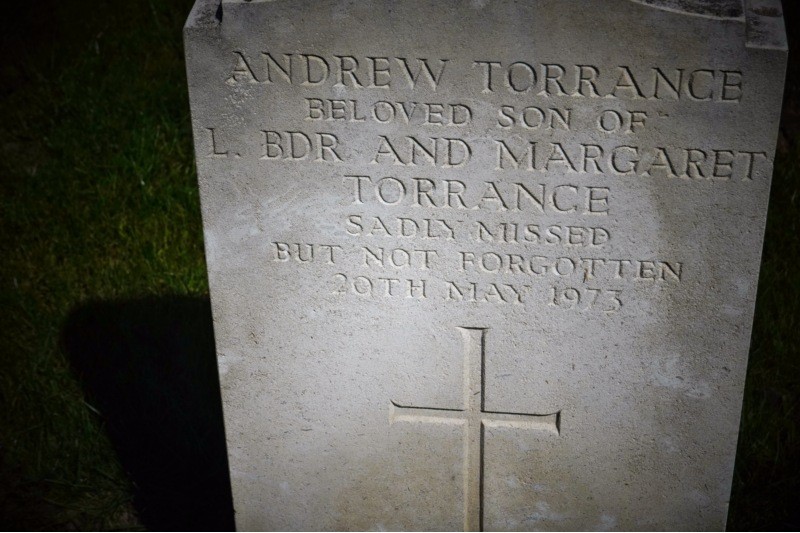 ANDREW TORRANCE
BELOVED SON OF
L. BDR AND MARGARET
TORRANCE
SADLY MISSED
BUT NOT FORGOTTEN
20TH MAY 1973